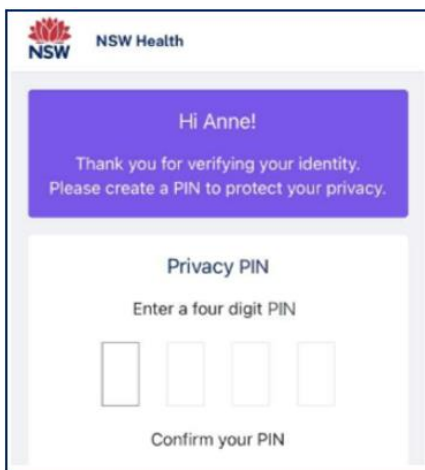 NSW
NSW Health
Hi Anne!
Thank you for verifying your identity.
Please create a PIN to protect your privacy.
Privacy PIN
Enter a four digit PIN
Confirm your PIN